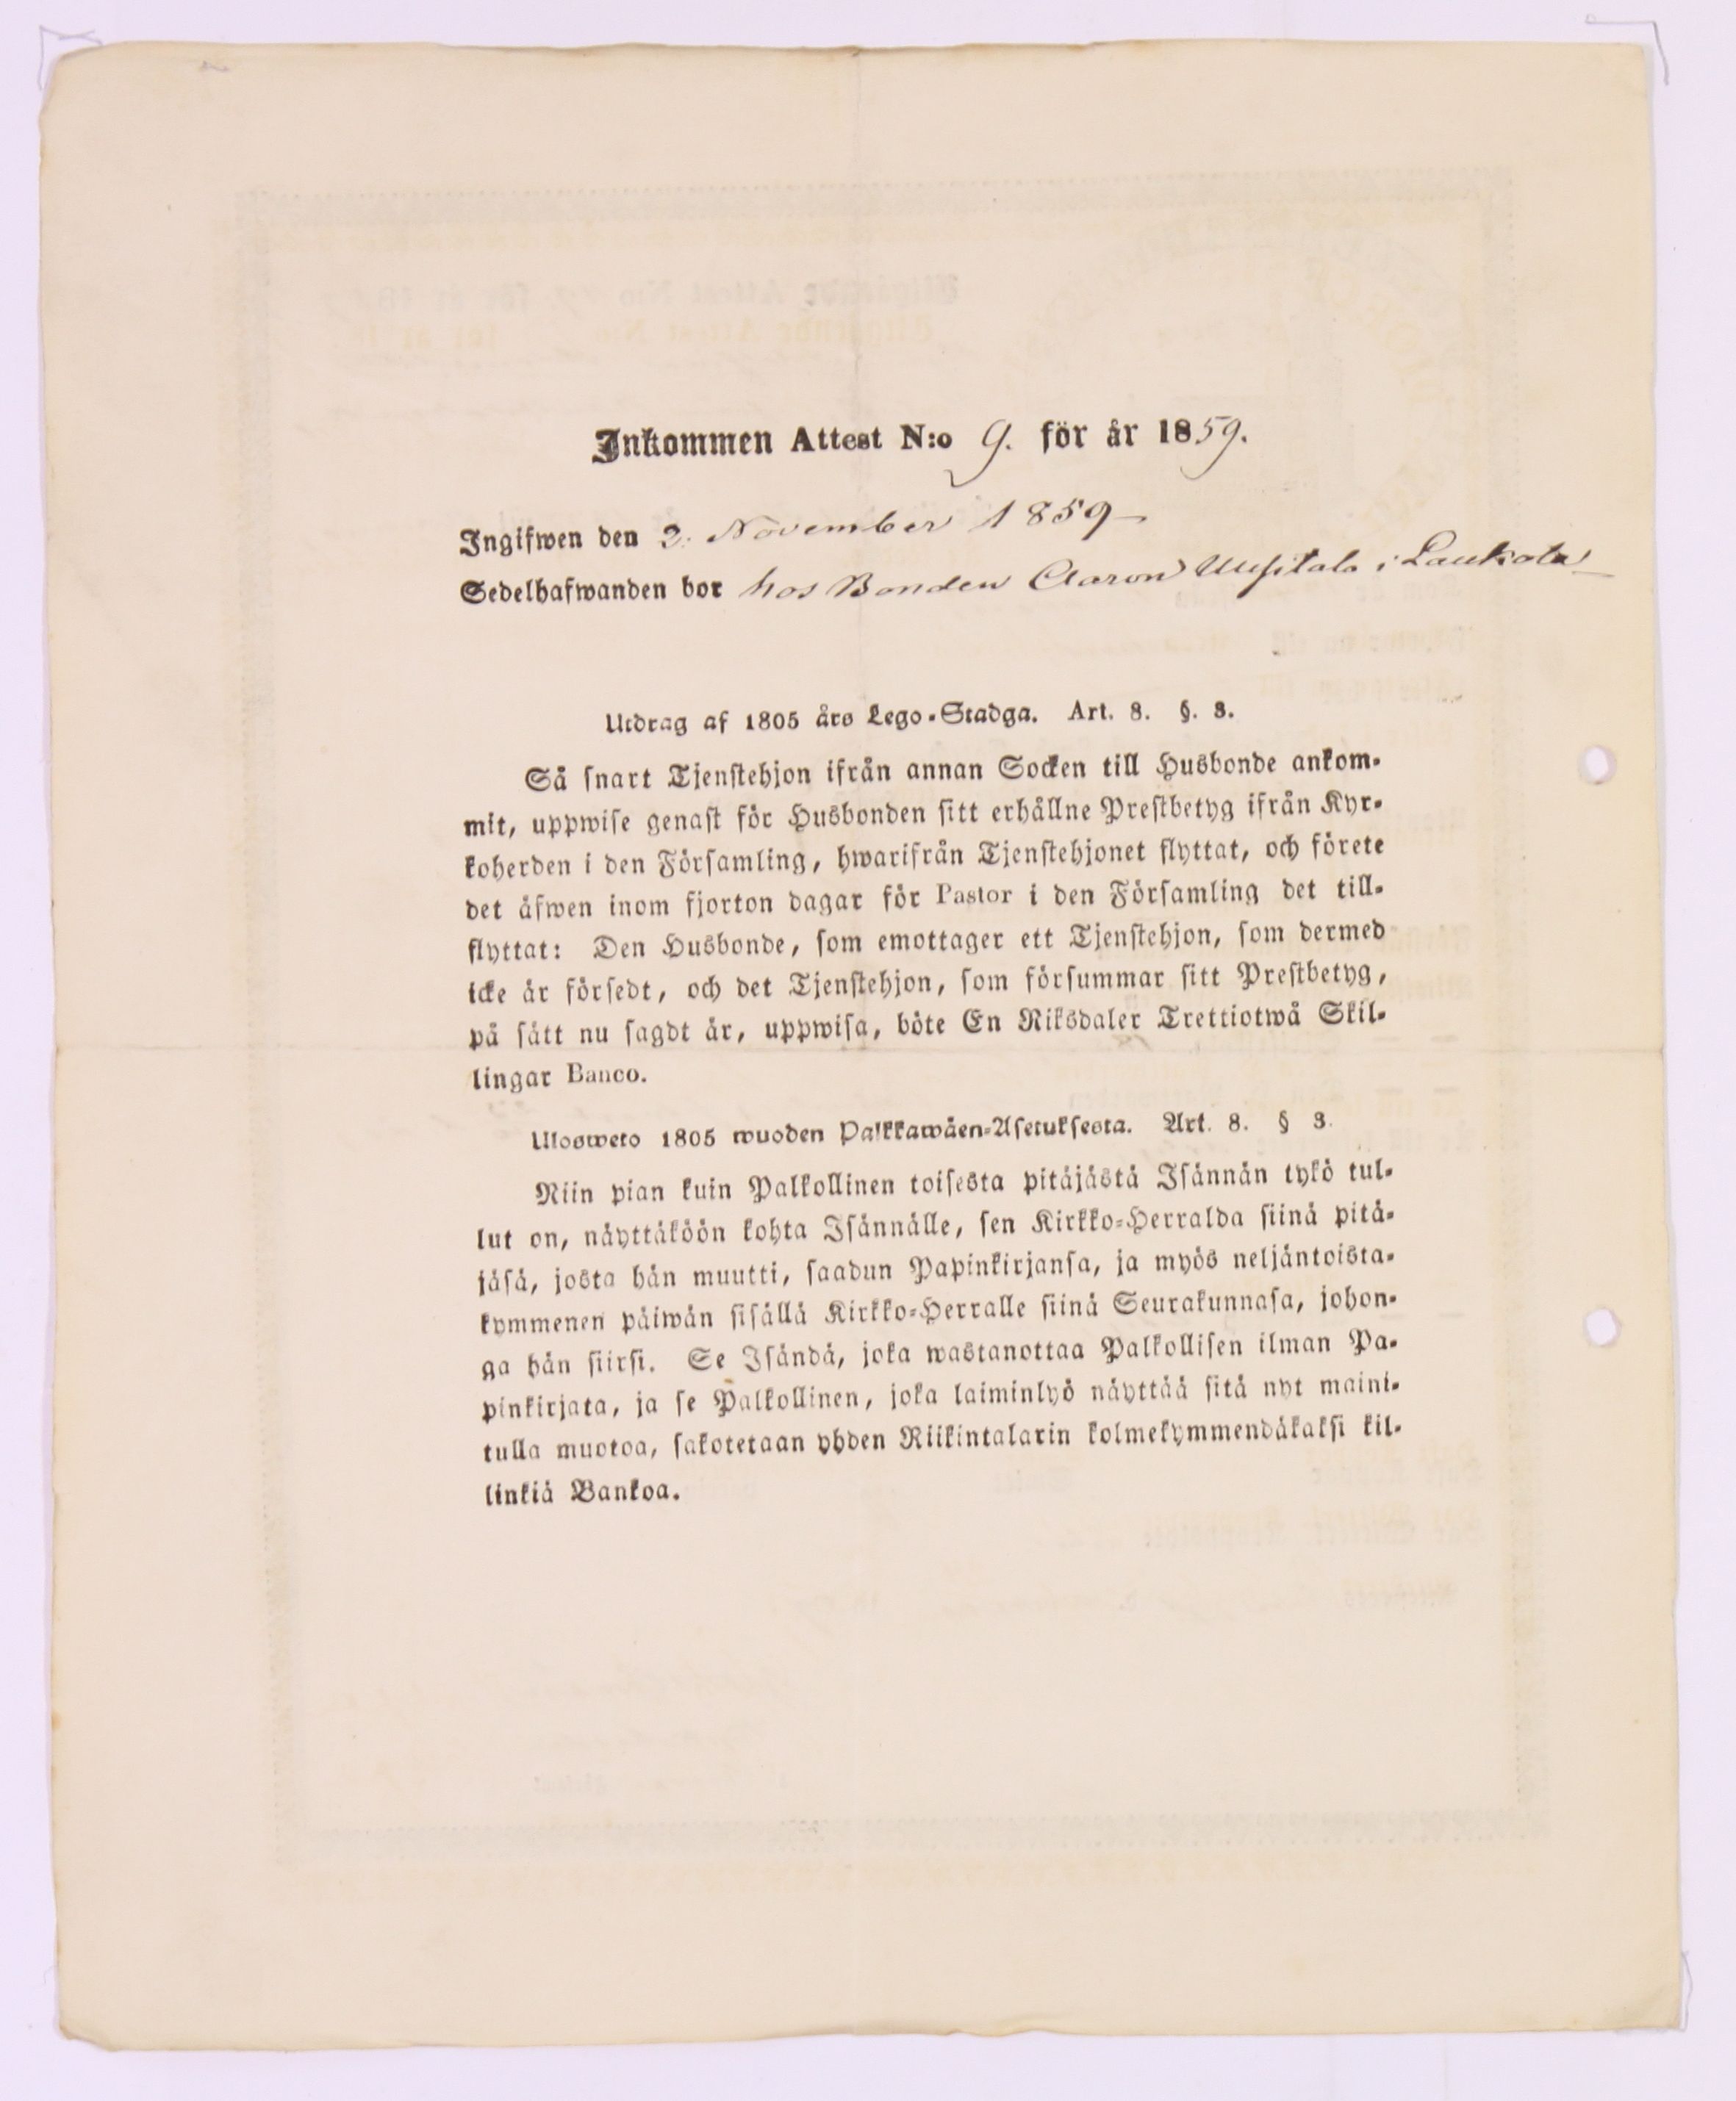 Inkommen Attest N:o 9. för år 1859.
Ingifwen den 2. November 1859
Sedelhafwanden bor hos Bonden Aaron Uusitalo i Laukola
Utdrag af 1805 års Lego-Stadga. Art. 8. §. 3.
Så snart Tjenstehjon ifrån annan Socken till Husbonde ankom-
mit, uppwise genast för Husbonden sitt erhållne Prestbetyg ifrån Kyr-
koherden i den Församling, hwarifrån Tjenstehjonet flyttat, och förete
det äfwen inom fjorton dagar för Pastor i den Församling det till-
flyttat: Den Husbonde, som emottager ett Tjenstehjon, som dermed
icke är försedt, och det Tjenstehjon, som försummar sitt Prestbetyg,
på sätt nu sagdt är, uppwisa, böte En Riksdaler Trettiotwå Skil-
lingar Banco.
Ulosweto 1805 wuoden Palkkawäen-Asetuksesta. Art. 8. § 3.
Niin pian kuin Palkollinen toisesta pitäjästä Isännän tykö tul-
lut on, näyttäköön kohta Isännälle, sen Kirkko-Herralda siinä pitä-
jäsä, josta hän muutti, saadun Papinkirjansa, ja myös neljäntoista-
kymmenen päiwän sisällä Kirkko-Herralle siinä Seurakunnasa, johon-
ga hän siirsi. Se Isändä, joka wastanottaa Palkollisen ilman Pa-
pinkirjata, ja se Palkollinen, joka laiminlyö näyttää sitä nyt maini-
tulla muotoa, sakotetaan yhden Riikintalarin kolmekymmendäkaksi kil-
linkiä Bankoa.